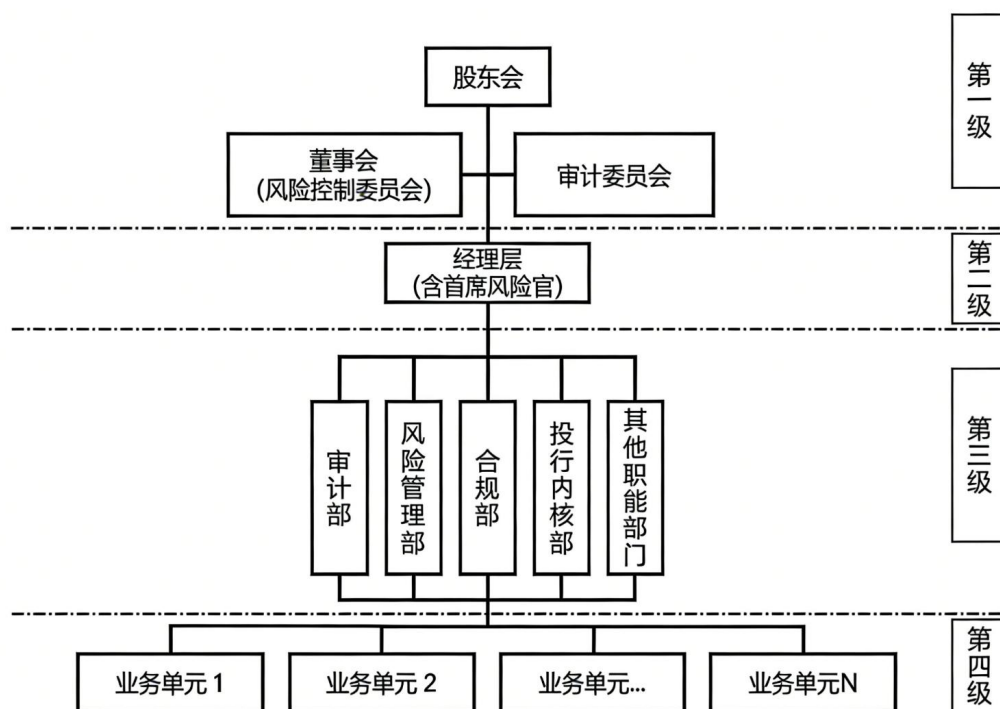 股东会
第一级
董事会
(风险控制委员会)
审计委员会
经理层
(含首席风险官)
第二级
审计部
风险管理部
合规部
投行内核部
其他职能部门
第三级
业务单元 1
业务单元 2
业务单元...
业务单元N
第四级